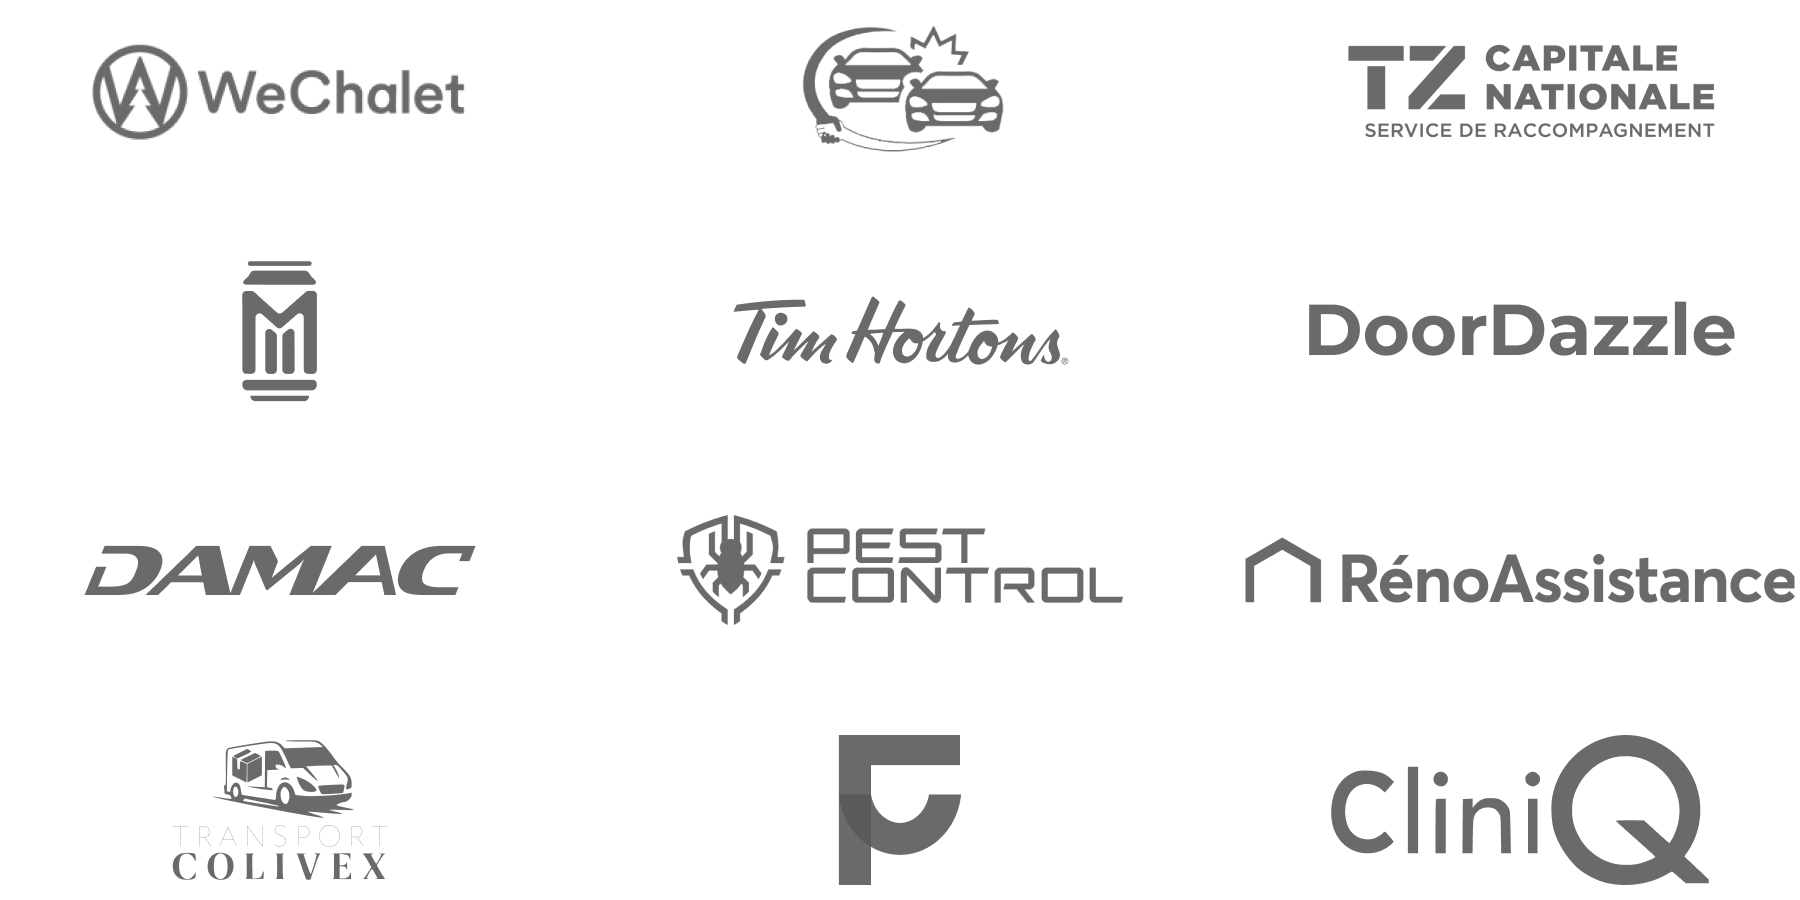 WeChalet
TZ CAPITALE
NATIONALE
SERVICE DE RACCOMPAGNEMENT
M
Tim Hortons®
DoorDazzle
DAMAC
PEST
CONTROL
RénoAssistance
TRANSPORT
COLIVEX
CliniQ